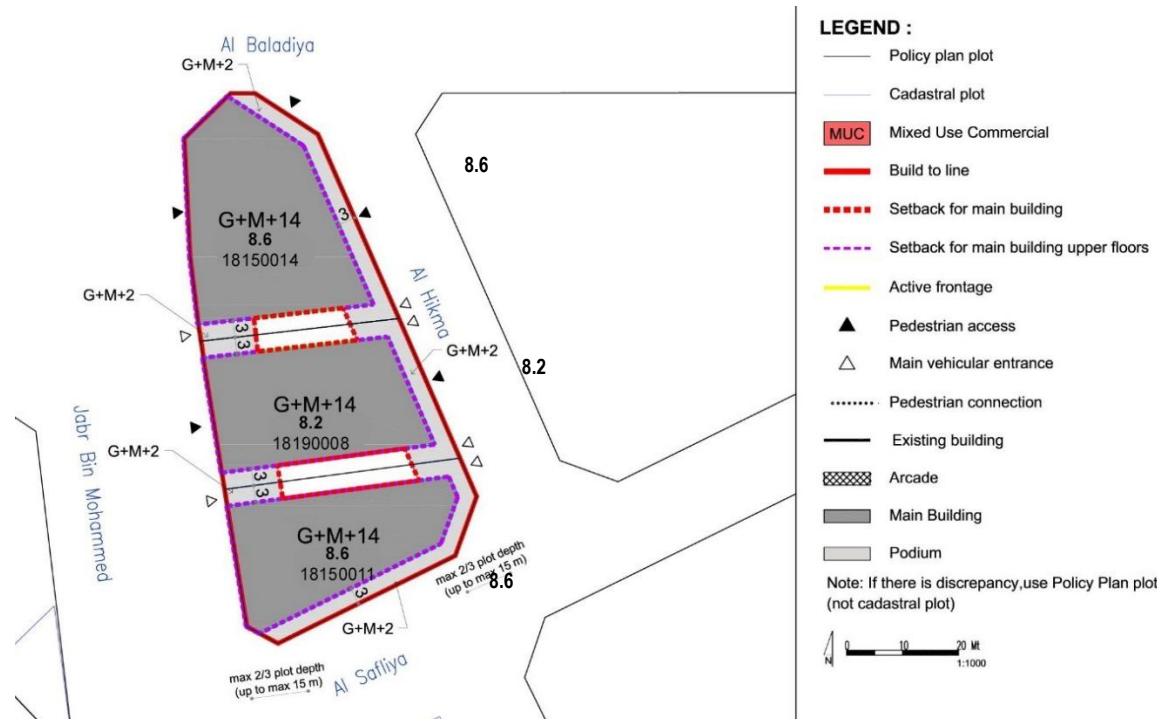 Al Baladiya
G+M+2
8.6
G+M+14
8.6
18150014
3
Al Hikma
G+M+2
3
3
G+M+2
8.2
G+M+14
8.2
18190008
Jabr Bin Mohammed
G+M+2
3
3
G+M+14
8.6
18150011
max 2/3 plot depth
(up to max 15 m)
8.6
3
G+M+2
max 2/3 plot depth
(up to max 15 m)
Al Safliya
LEGEND :
Policy plan plot
Cadastral plot
MUC Mixed Use Commercial
Build to line
Setback for main building
Setback for main building upper floors
Active frontage
Pedestrian access
Main vehicular entrance
Pedestrian connection
Existing building
Arcade
Main Building
Podium
Note: If there is discrepancy,use Policy Plan plot
(not cadastral plot)
N
0 10 20 Mt
1:1000